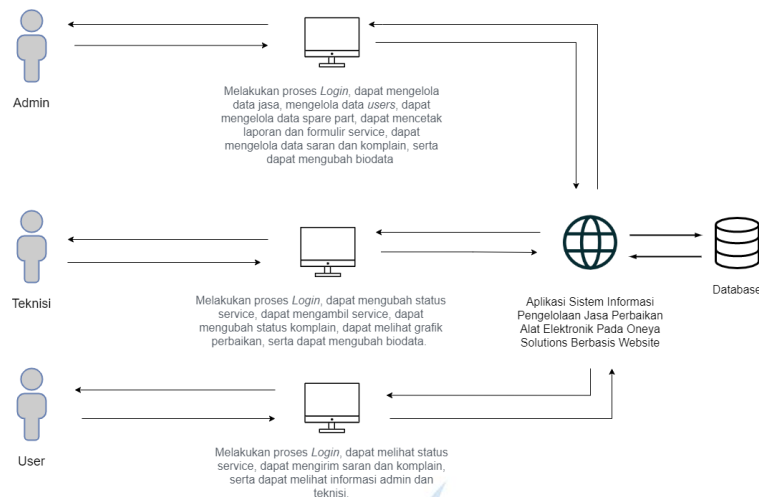 Admin
Melakukan proses Login, dapat mengelola
data jasa, mengelola data users, dapat
mengelola data spare part, dapat mencetak
laporan dan formulir service, dapat
mengelola data saran dan komplain, serta
dapat mengubah biodata
Teknisi
Melakukan proses Login, dapat mengubah status
service, dapat mengambil service, dapat
mengubah status komplain, dapat melihat grafik
perbaikan, serta dapat mengubah biodata.
Aplikasi Sistem Informasi
Pengelolaan Jasa Perbaikan
Alat Elektronik Pada Oneya
Solutions Berbasis Website
Database
User
Melakukan proses Login, dapat melihat status
service, dapat mengirim saran dan komplain,
serta dapat melihat informasi admin dan
teknisi.